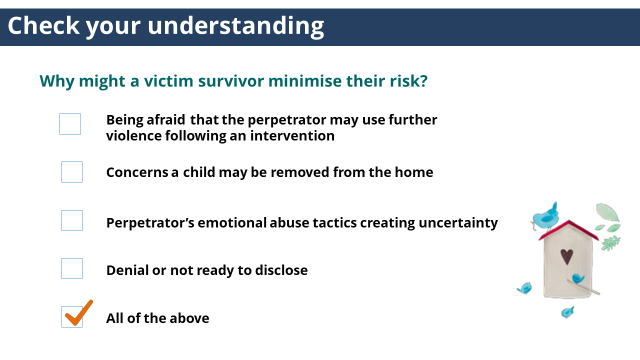 Check your understanding
Why might a victim survivor minimise their risk?
Being afraid that the perpetrator may use further
violence following an intervention
Concerns a child may be removed from the home
Perpetrator’s emotional abuse tactics creating uncertainty
Denial or not ready to disclose
All of the above